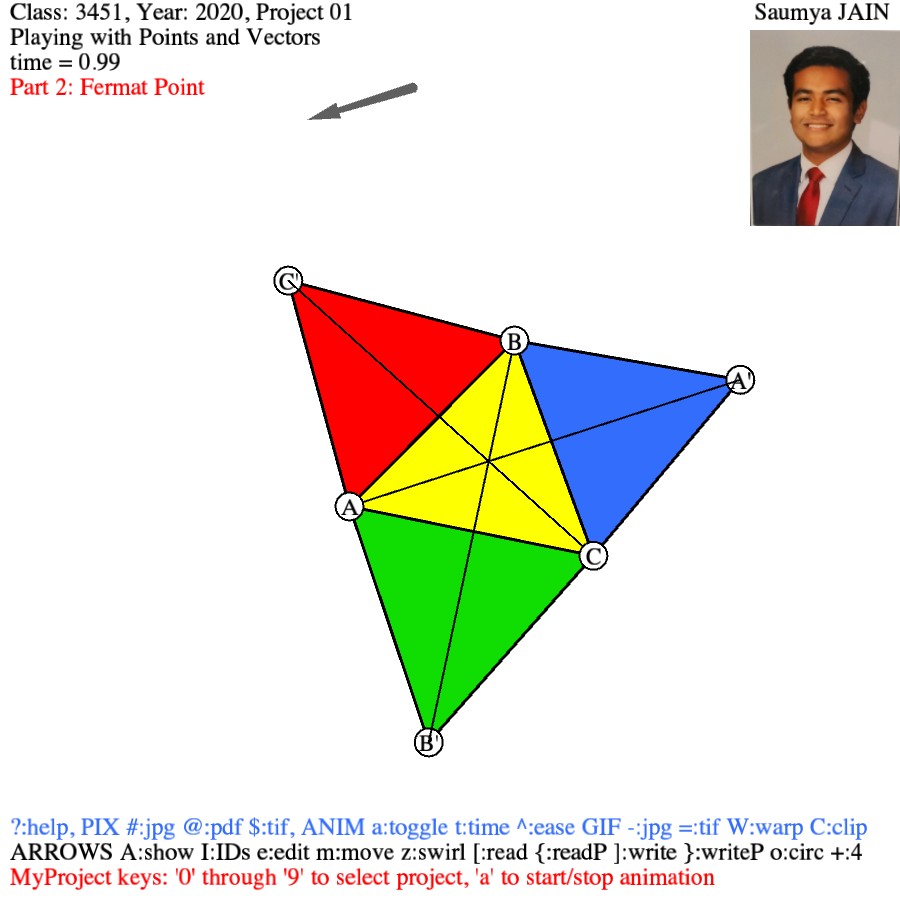 Class: 3451, Year: 2020, Project 01
Saumya JAIN
Playing with Points and Vectors
time = 0.99
Part 2: Fermat Point
C'
B
A'
A
C
B'
?:help, PIX #:jpg @:pdf $:tif, ANIM a:toggle t:time ^:ease GIF -:jpg =:tif W:warp C:clip
ARROWS A:show I:IDs e:edit m:move z:swirl [:read {:readP ]:write }:writeP o:circ +:4
MyProject keys: '0' through '9' to select project, 'a' to start/stop animation